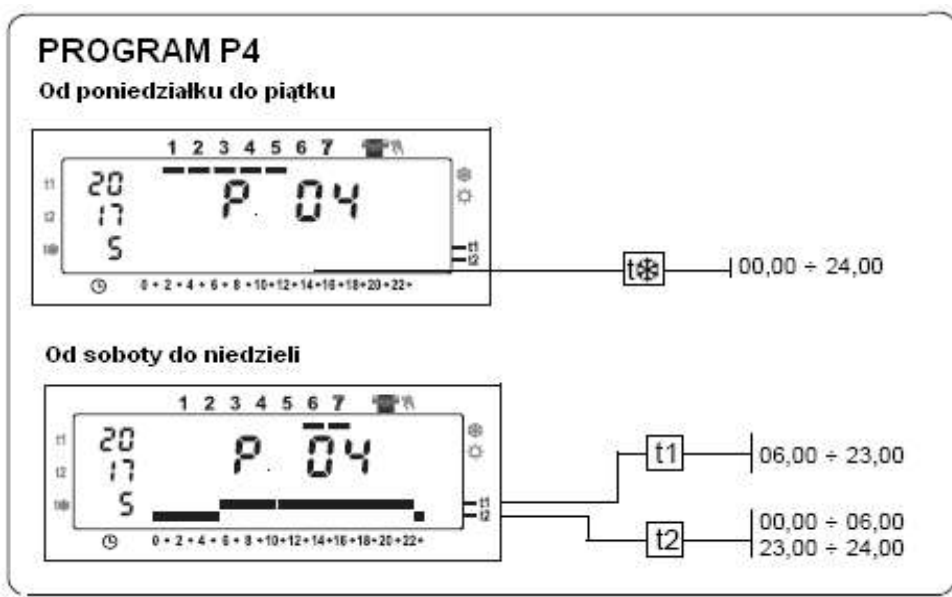 PROGRAM P4
Od poniedziałku do piątku
1 2 3 4 5 6 7
t1 20
P 04
t2 17
t❄ 5
t1
t2
0 + 2 + 4 + 6 + 8 +10+12+14+16+18+20+22+
t❄
00,00 ÷ 24,00
Od soboty do niedzieli
1 2 3 4 5 6 7
t1 20
P 04
t2 17
t❄ 5
t1
t2
0 + 2 + 4 + 6 + 8 +10+12+14+16+18+20+22+
t1
06,00 ÷ 23,00
t2
00,00 ÷ 06,00
23,00 ÷ 24,00